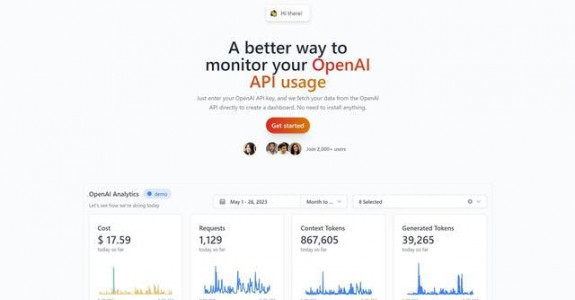 Hi there!
A better way to
monitor your OpenAI
API usage
Just enter your OpenAI API key, and we fetch your data from the OpenAI
API directly to create a dashboard. No need to install anything.
Get started
Join 2,000+ users
OpenAI Analytics demo
Let's see how we're doing today
May 1 - 26, 2023 Month to ... 8 Selected
Cost Requests Context Tokens Generated Tokens
$ 17.59 1,129 867,605 39,265
today so far today so far today so far today so far